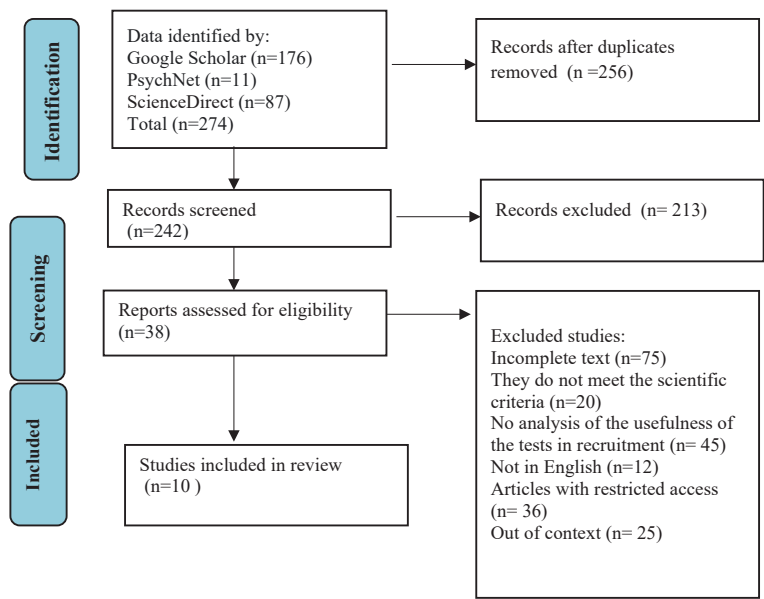 Identification
Data identified by:
Google Scholar (n=176)
PsychNet (n=11)
ScienceDirect (n=87)
Total (n=274)
Records after duplicates
removed (n =256)
Screening
Records screened
(n=242)
Records excluded (n= 213)
Reports assessed for eligibility
(n=38)
Excluded studies:
Incomplete text (n=75)
They do not meet the scientific
criteria (n=20)
No analysis of the usefulness of
the tests in recruitment (n= 45)
Not in English (n=12)
Articles with restricted access
(n= 36)
Out of context (n= 25)
Included
Studies included in review
(n=10 )